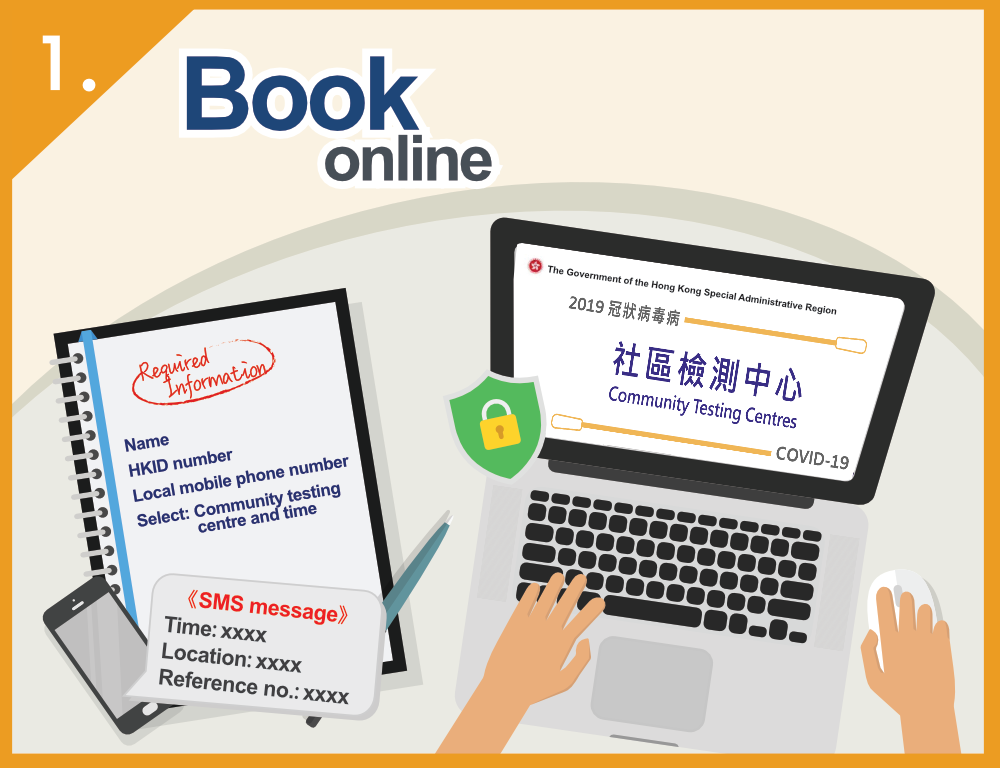 1.
Book
online
The Government of the Hong Kong Special Administrative Region
2019 冠狀病毒病
社區檢測中心
Community Testing Centres
COVID-19
Required
Information
Name
HKID number
Local mobile phone number
Select: Community testing
centre and time
《SMS message》
Time: xxxx
Location: xxxx
Reference no.: xxxx